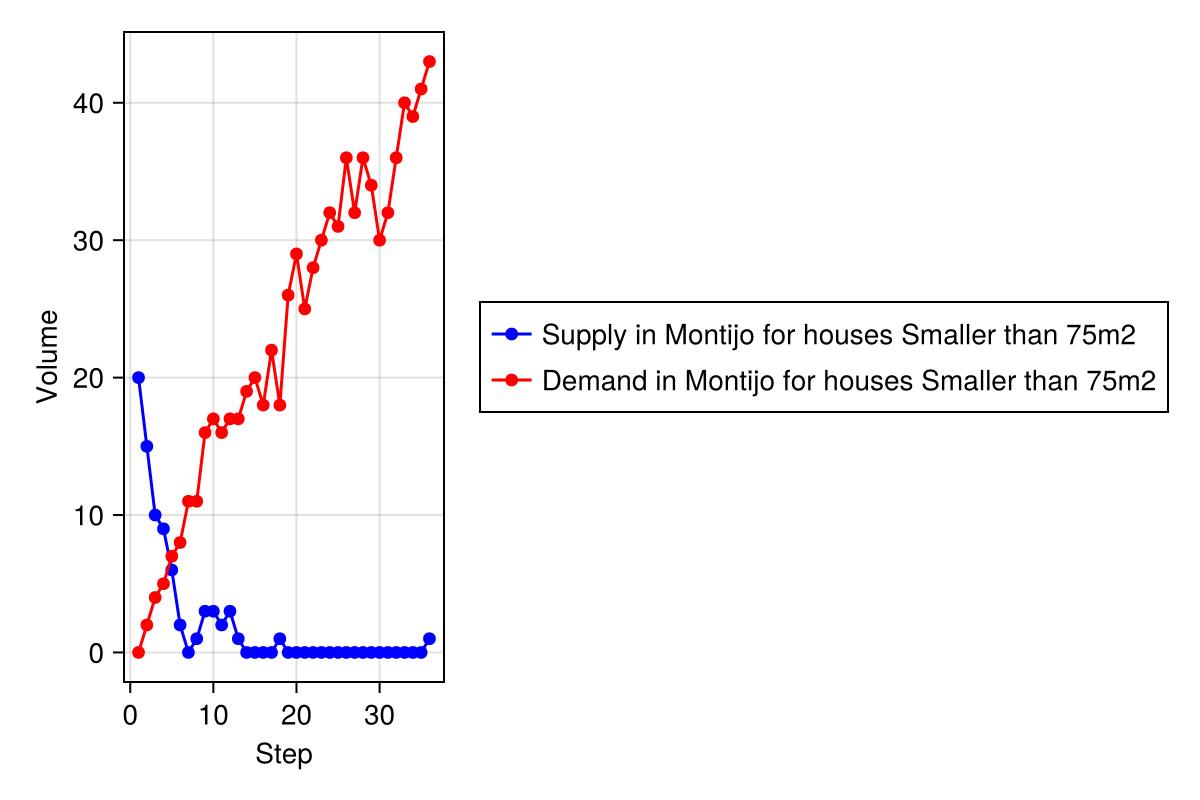 40
30
20
10
0
Volume
0 10 20 30
Step
Supply in Montijo for houses Smaller than 75m2
Demand in Montijo for houses Smaller than 75m2